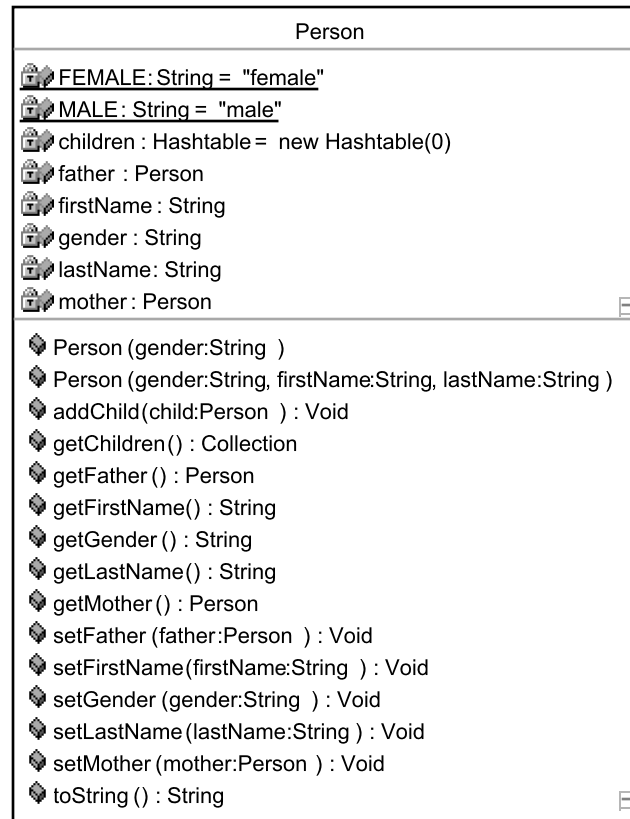 Person
FEMALE: String = "female"
MALE: String = "male"
children : Hashtable = new Hashtable(0)
father : Person
firstName : String
gender : String
lastName: String
mother : Person
Person (gender:String )
Person (gender:String, firstName:String, lastName:String )
addChild(child:Person ) : Void
getChildren() : Collection
getFather () : Person
getFirstName() : String
getGender () : String
getLastName() : String
getMother () : Person
setFather (father:Person ) : Void
setFirstName(firstName:String ) : Void
setGender (gender:String ) : Void
setLastName(lastName:String ) : Void
setMother (mother:Person ) : Void
toString () : String